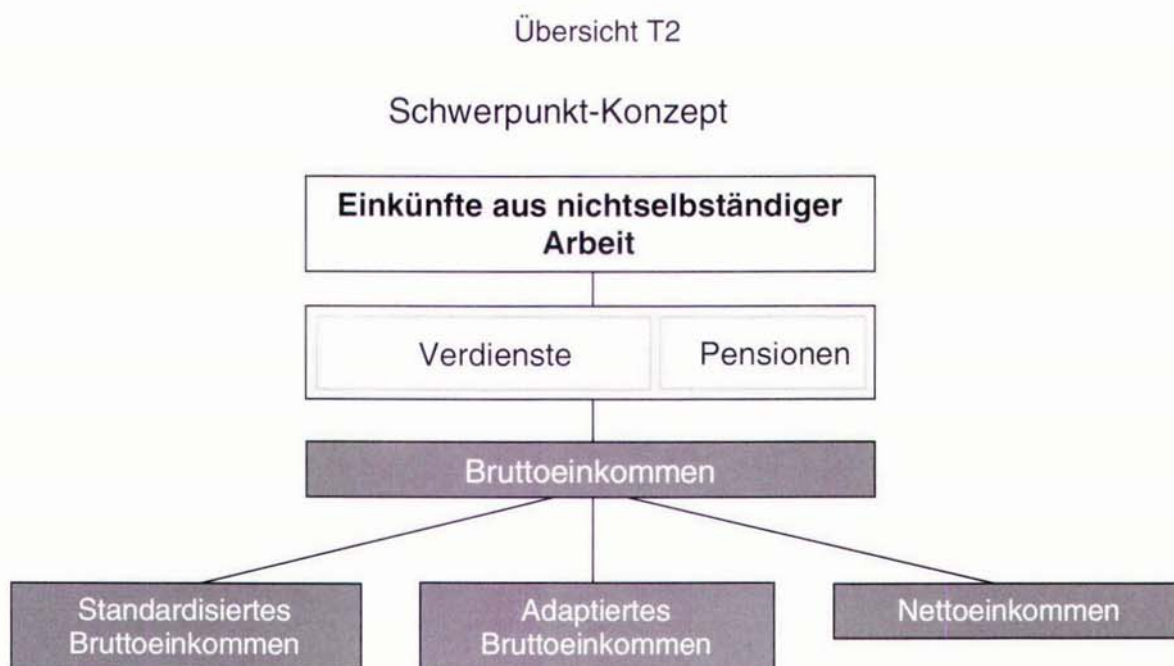 Übersicht T2
Schwerpunkt-Konzept
Einkünfte aus nichtselbständiger
Arbeit
Verdienste
Pensionen
Bruttoeinkommen
Standardisiertes
Bruttoeinkommen
Adaptiertes
Bruttoeinkommen
Nettoeinkommen